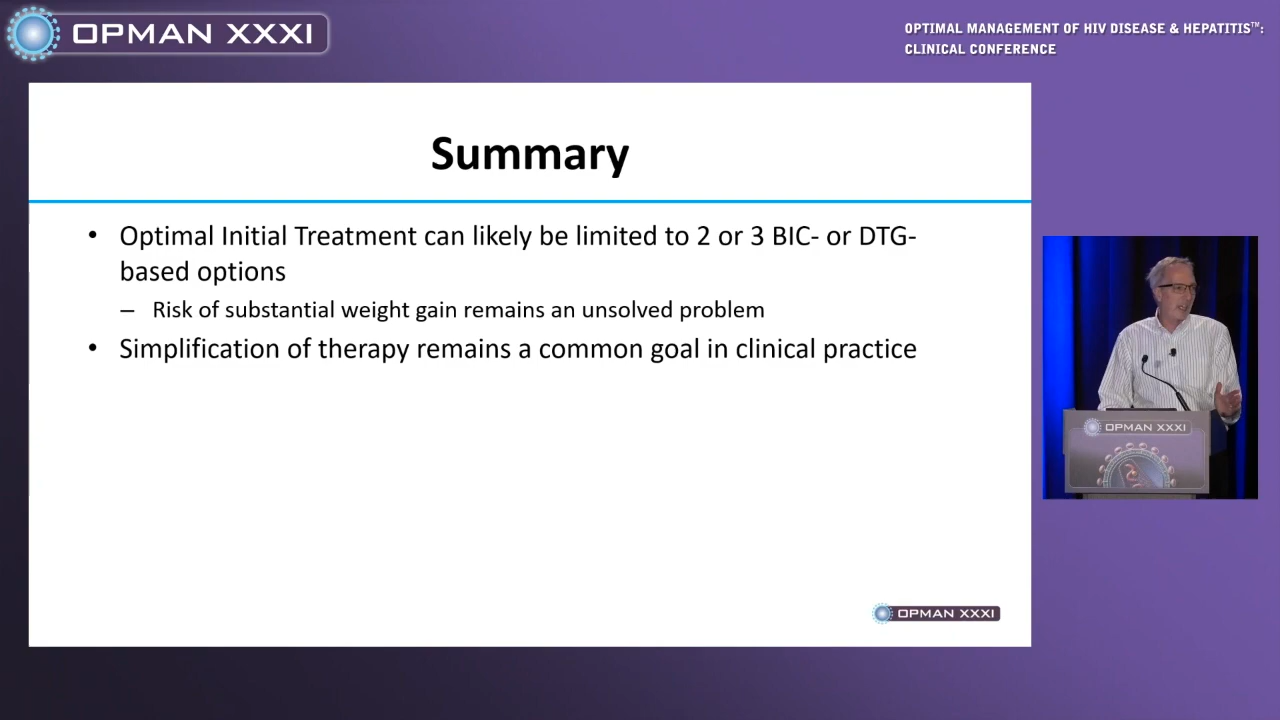 OPMAN XXXI
OPTIMAL MANAGEMENT OF HIV DISEASE & HEPATITIS™:
CLINICAL CONFERENCE
Summary
• Optimal Initial Treatment can likely be limited to 2 or 3 BIC- or DTG-
based options
– Risk of substantial weight gain remains an unsolved problem
• Simplification of therapy remains a common goal in clinical practice
OPMAN XXXI
OPMAN XXXI